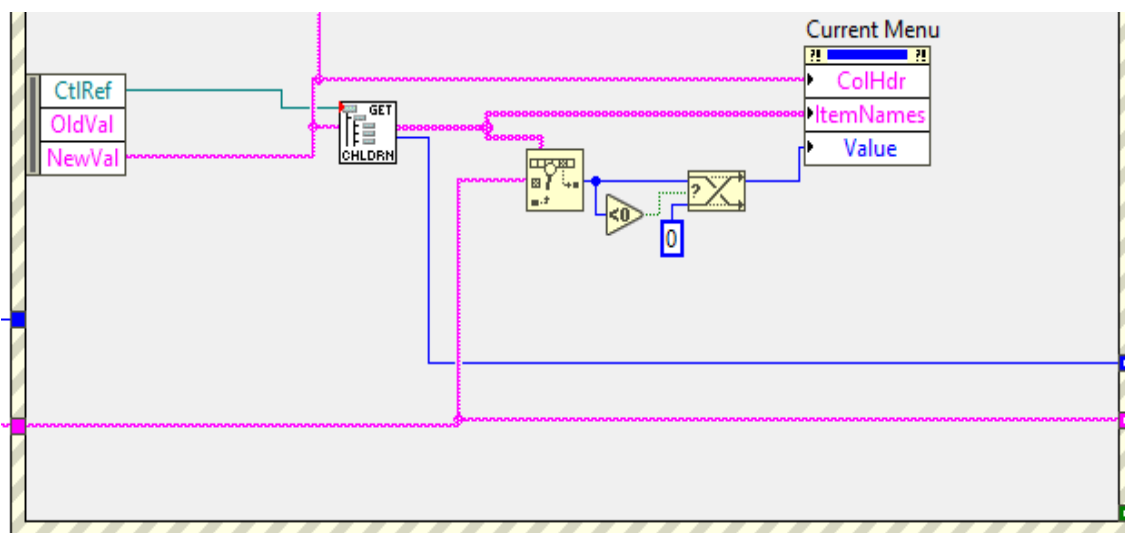 Current Menu
CtlRef
OldVal
NewVal
GET
CHLDRN
?! ?!
ColHdr
ItemNames
Value
?
<0
0